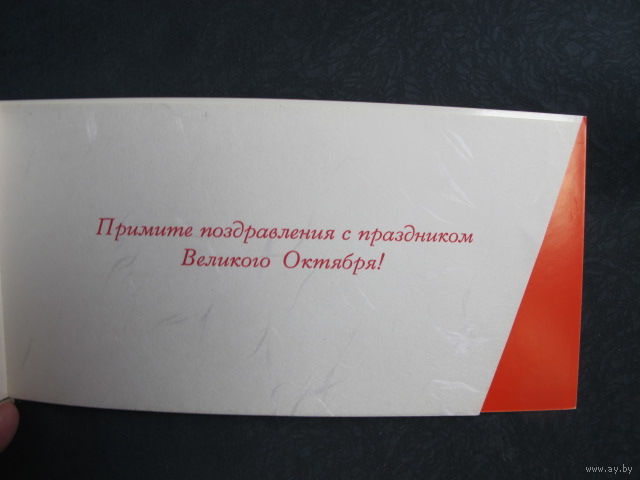 Примите поздравления с праздником
Великого Октября!
www.ay.by